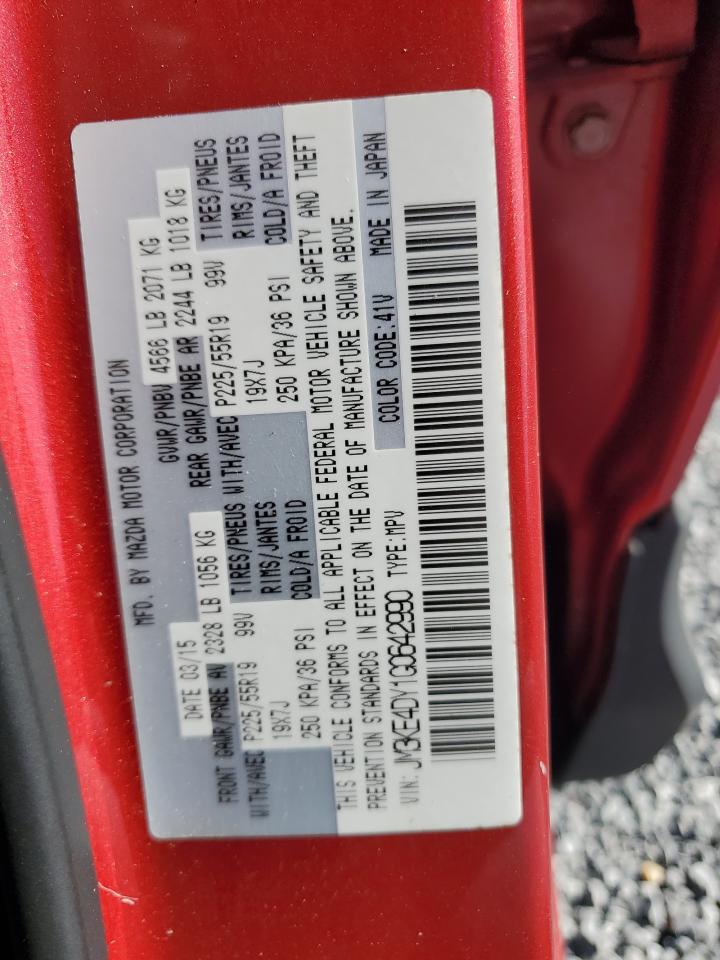 MFD. BY MAZDA MOTOR CORPORATION
DATE 03/15 GVWR/PNBV 4566 LB 2071 KG
FRONT GAWR/PNBE AV 2328 LB 1056 KG REAR GAWR/PNBE AR 2244 LB 1018 KG
WITH/AVEC P225/55R19 99V TIRES/PNEUS WITH/AVEC P225/55R19 99V TIRES/PNEUS
19X7J RIMS/JANTES 19X7J RIMS/JANTES
250 KPA/36 PSI COLD/A FROID 250 KPA/36 PSI COLD/A FROID
THIS VEHICLE CONFORMS TO ALL APPLICABLE FEDERAL MOTOR VEHICLE SAFETY AND THEFT
PREVENTION STANDARDS IN EFFECT ON THE DATE OF MANUFACTURE SHOWN ABOVE.
VIN: JM3KE4DY1G0642990 TYPE:MPV COLOR CODE:41V MADE IN JAPAN